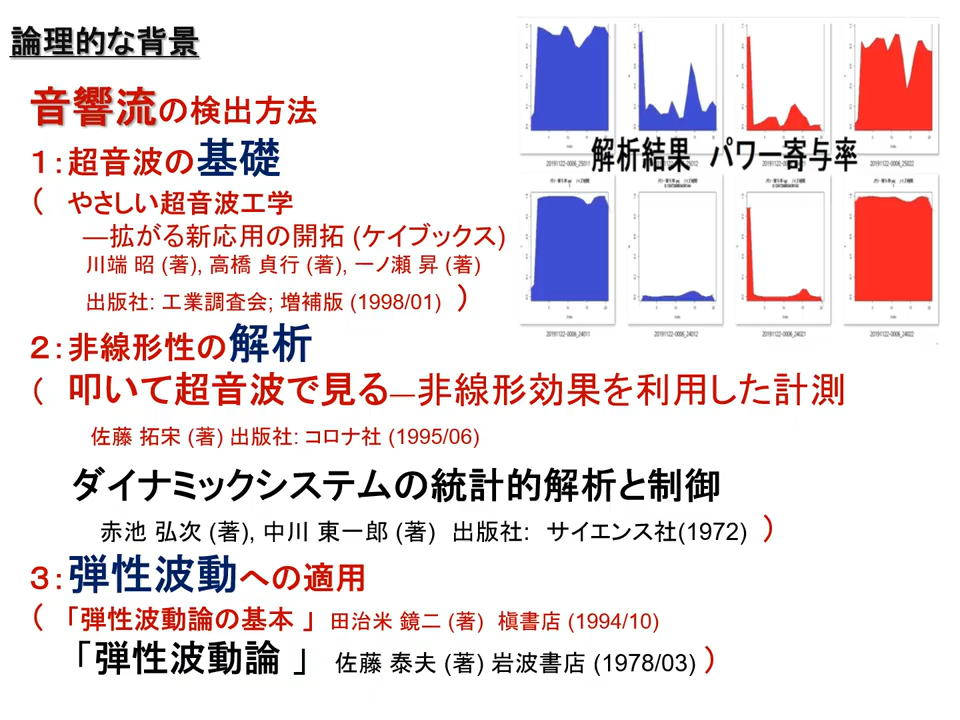 論理的な背景
音響流の検出方法
1:超音波の基礎
( やさしい超音波工学
―拡がる新応用の開拓 (ケイブックス)
川端 昭 (著), 高橋 貞行 (著), 一ノ瀬 昇 (著)
出版社: 工業調査会; 増補版 (1998/01) )
2:非線形性の解析
( 叩いて超音波で見る―非線形効果を利用した計測
佐藤 拓宋 (著) 出版社: コロナ社 (1995/06)
ダイナミックシステムの統計的解析と制御
赤池 弘次 (著), 中川 東一郎 (著) 出版社: サイエンス社(1972) )
3:弾性波動への適用
( 「弾性波動論の基本 」 田治米 鏡二 (著) 槇書店 (1994/10)
「弾性波動論 」 佐藤 泰夫 (著) 岩波書店 (1978/03) )
解析結果 パワー寄与率
20191122-0006_24011
20191122-0006_24012
20191122-0006_24021
20191122-0006_24022